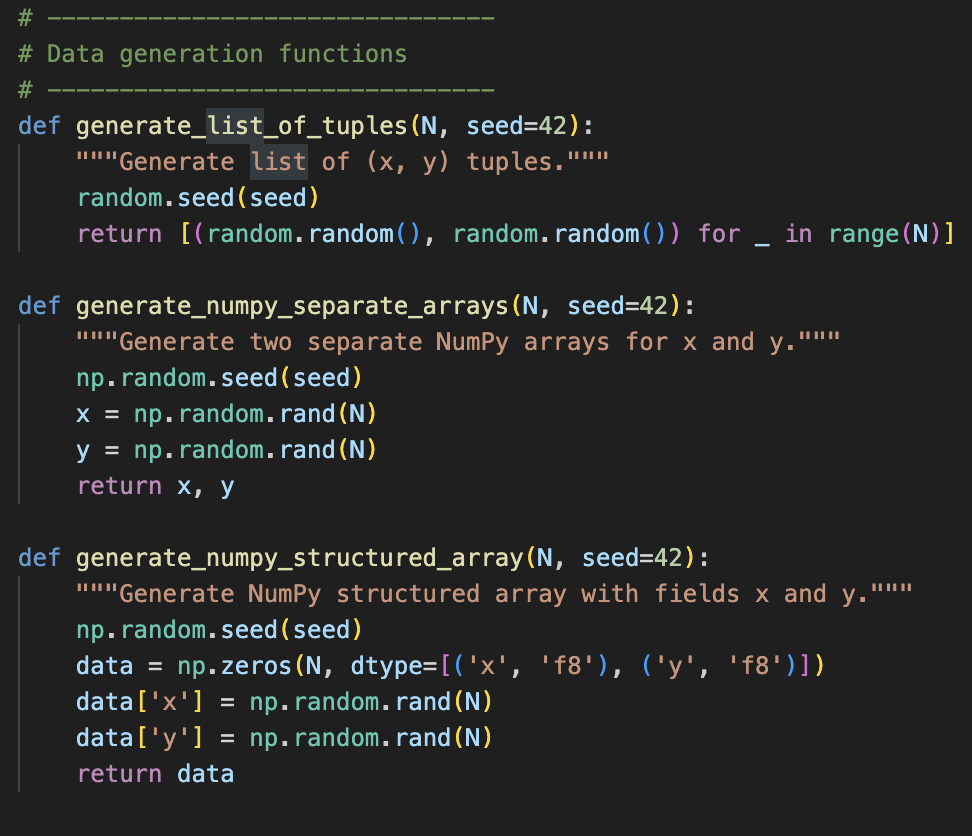 # -------------------------------
# Data generation functions
# -------------------------------
def generate_list_of_tuples(N, seed=42):
    """Generate list of (x, y) tuples."""
    random.seed(seed)
    return [(random.random(), random.random()) for _ in range(N)]

def generate_numpy_separate_arrays(N, seed=42):
    """Generate two separate NumPy arrays for x and y."""
    np.random.seed(seed)
    x = np.random.rand(N)
    y = np.random.rand(N)
    return x, y

def generate_numpy_structured_array(N, seed=42):
    """Generate NumPy structured array with fields x and y."""
    np.random.seed(seed)
    data = np.zeros(N, dtype=[('x', 'f8'), ('y', 'f8')])
    data['x'] = np.random.rand(N)
    data['y'] = np.random.rand(N)
    return data